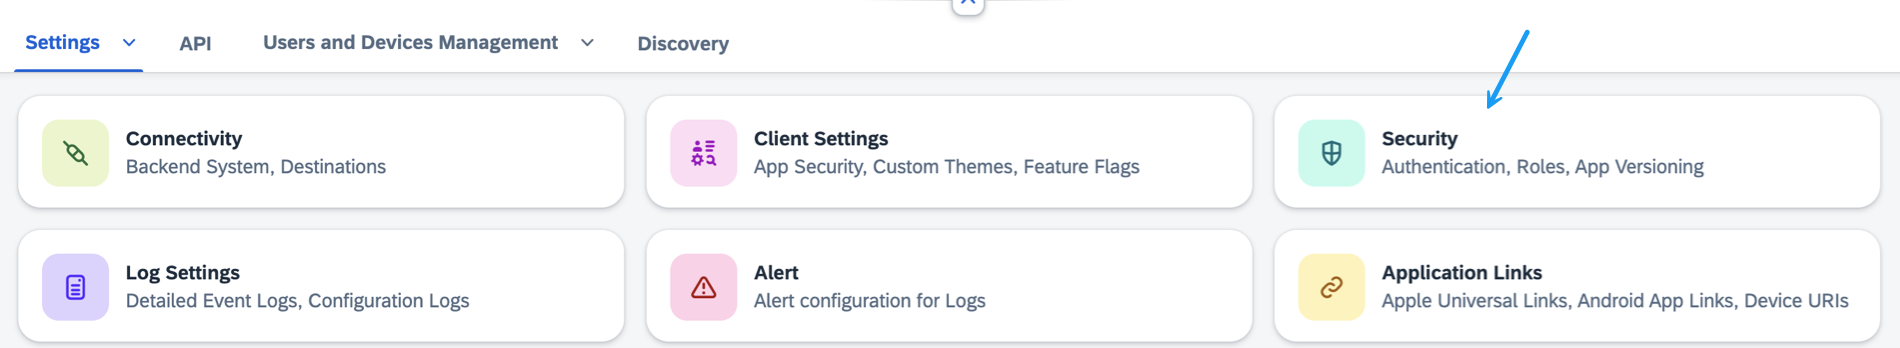 Settings
API
Users and Devices Management
Discovery
Connectivity
Backend System, Destinations
Client Settings
App Security, Custom Themes, Feature Flags
Security
Authentication, Roles, App Versioning
Log Settings
Detailed Event Logs, Configuration Logs
Alert
Alert configuration for Logs
Application Links
Apple Universal Links, Android App Links, Device URIs